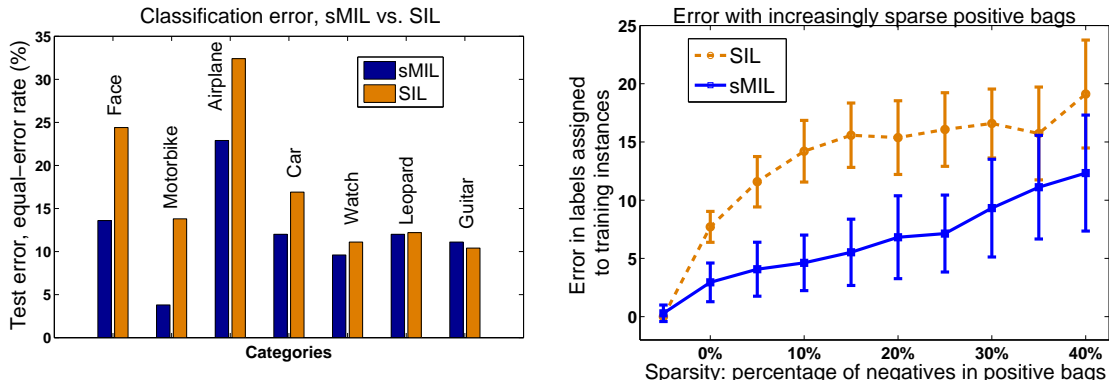 Classification error, sMIL vs. SIL
Test error, equal−error rate (%)
35
30
25
20
15
10
5
0
Face
Motorbike
Airplane
Car
Watch
Leopard
Guitar
sMIL
SIL
Categories
Error with increasingly sparse positive bags
Error in labels assigned
to training instances
25
20
15
10
5
0
SIL
sMIL
0%
10%
20%
30%
40%
Sparsity: percentage of negatives in positive bags